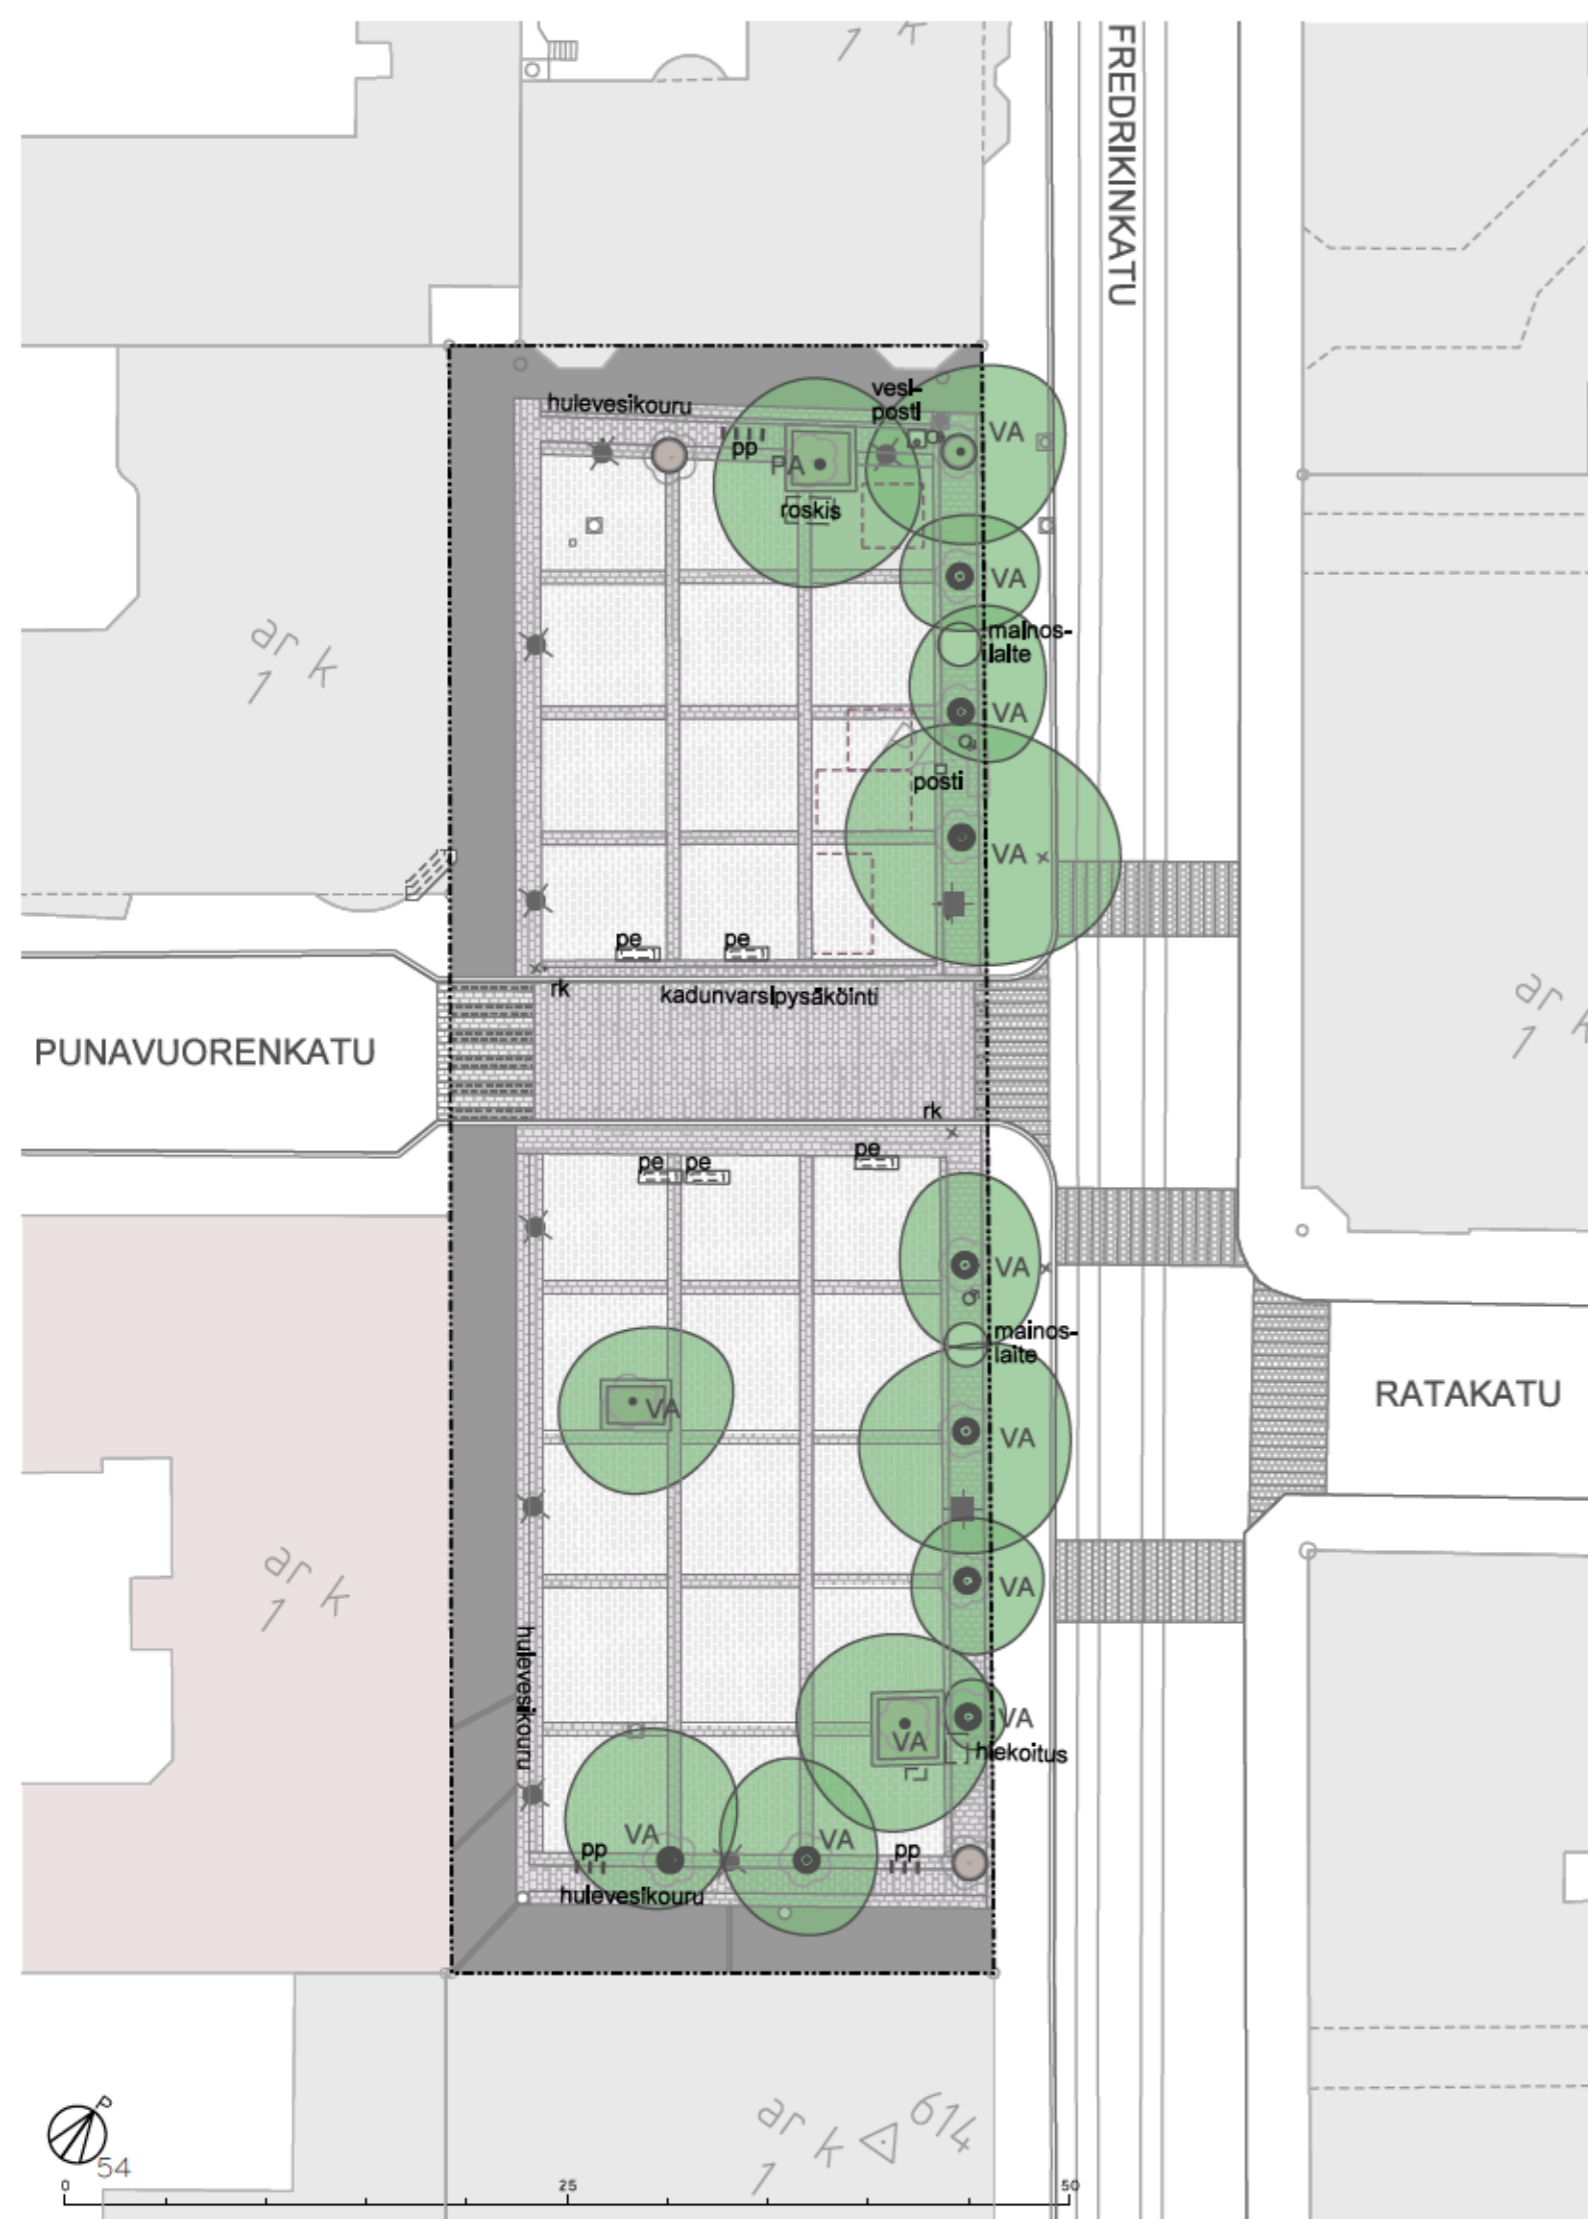 1 k
FREDRIKINKATU
hulevesikouru
vesi-
posti
VA
pp
PA
roskis
VA
ar k
1
mainos-
laite
VA
posti
VA
pe
pe
rk
kadunvarsipysäköinti
ar k
1
PUNAVUORENKATU
rk
pe
pe
pe
VA
mainos-
laite
RATAKATU
VA
VA
ar k
1
VA
hulevesikouru
VA
VA
hiekoitus
VA
VA
pp
pp
hulevesikouru
ar k 614
1
P
54
0
25
50